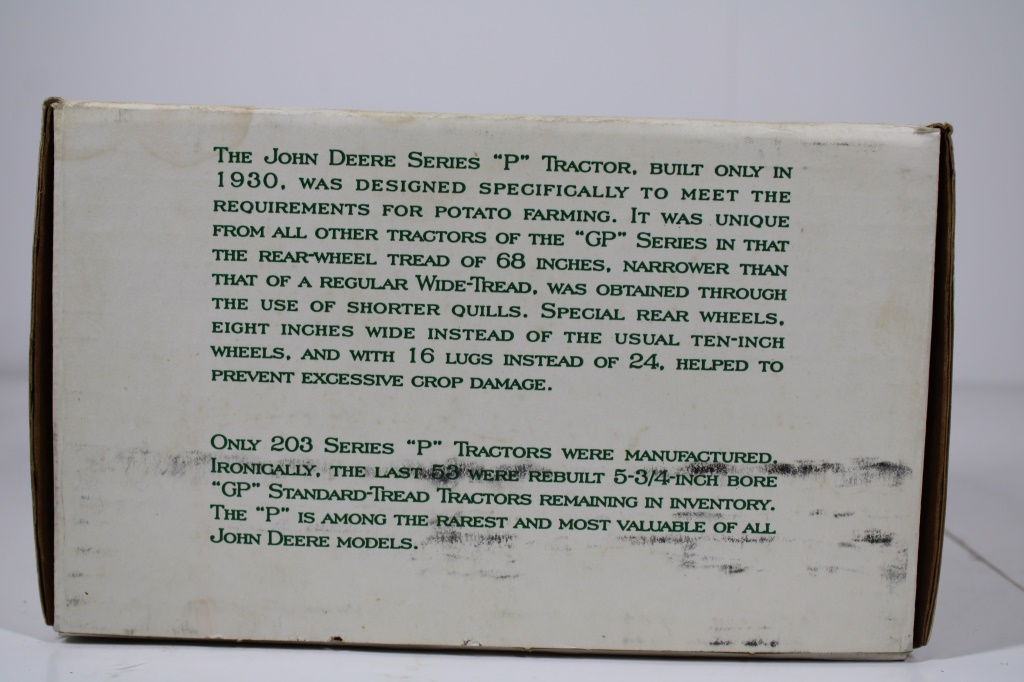 The John Deere Series "P" Tractor, built only in
1930, was designed specifically to meet the
requirements for potato farming. It was unique
from all other tractors of the "GP" Series in that
the rear-wheel tread of 68 inches, narrower than
that of a regular Wide-Tread, was obtained through
the use of shorter quills. Special rear wheels,
eight inches wide instead of the usual ten-inch
wheels, and with 16 lugs instead of 24, helped to
prevent excessive crop damage.
Only 203 Series "P" Tractors were manufactured.
Ironically, the last 53 were rebuilt 5-3/4-inch bore
"GP" Standard-Tread Tractors remaining in inventory.
The "P" is among the rarest and most valuable of all
John Deere models.